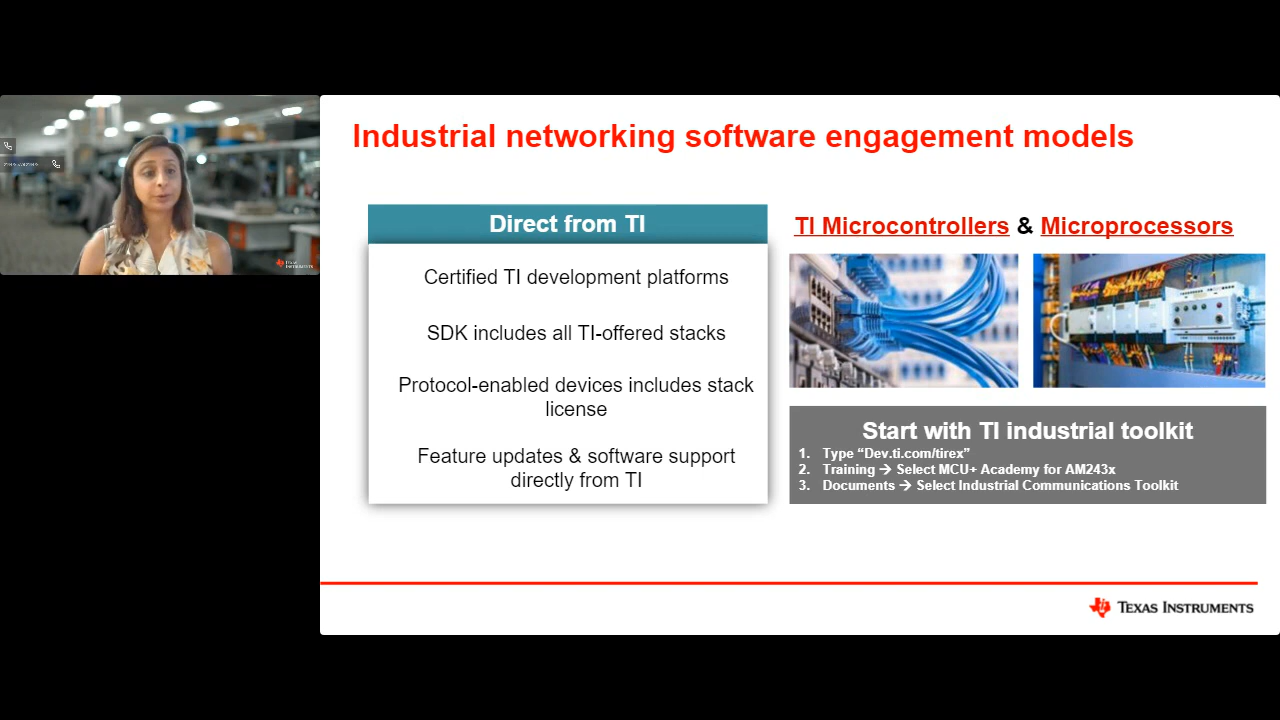 Industrial networking software engagement models
Direct from TI
Certified TI development platforms
SDK includes all TI-offered stacks
Protocol-enabled devices includes stack
license
Feature updates & software support
directly from TI
TI Microcontrollers & Microprocessors
Start with TI industrial toolkit
1. Type “Dev.ti.com/tirex”
2. Training → Select MCU+ Academy for AM243x
3. Documents → Select Industrial Communications Toolkit
TEXAS INSTRUMENTS
TEXAS
INSTRUMENTS